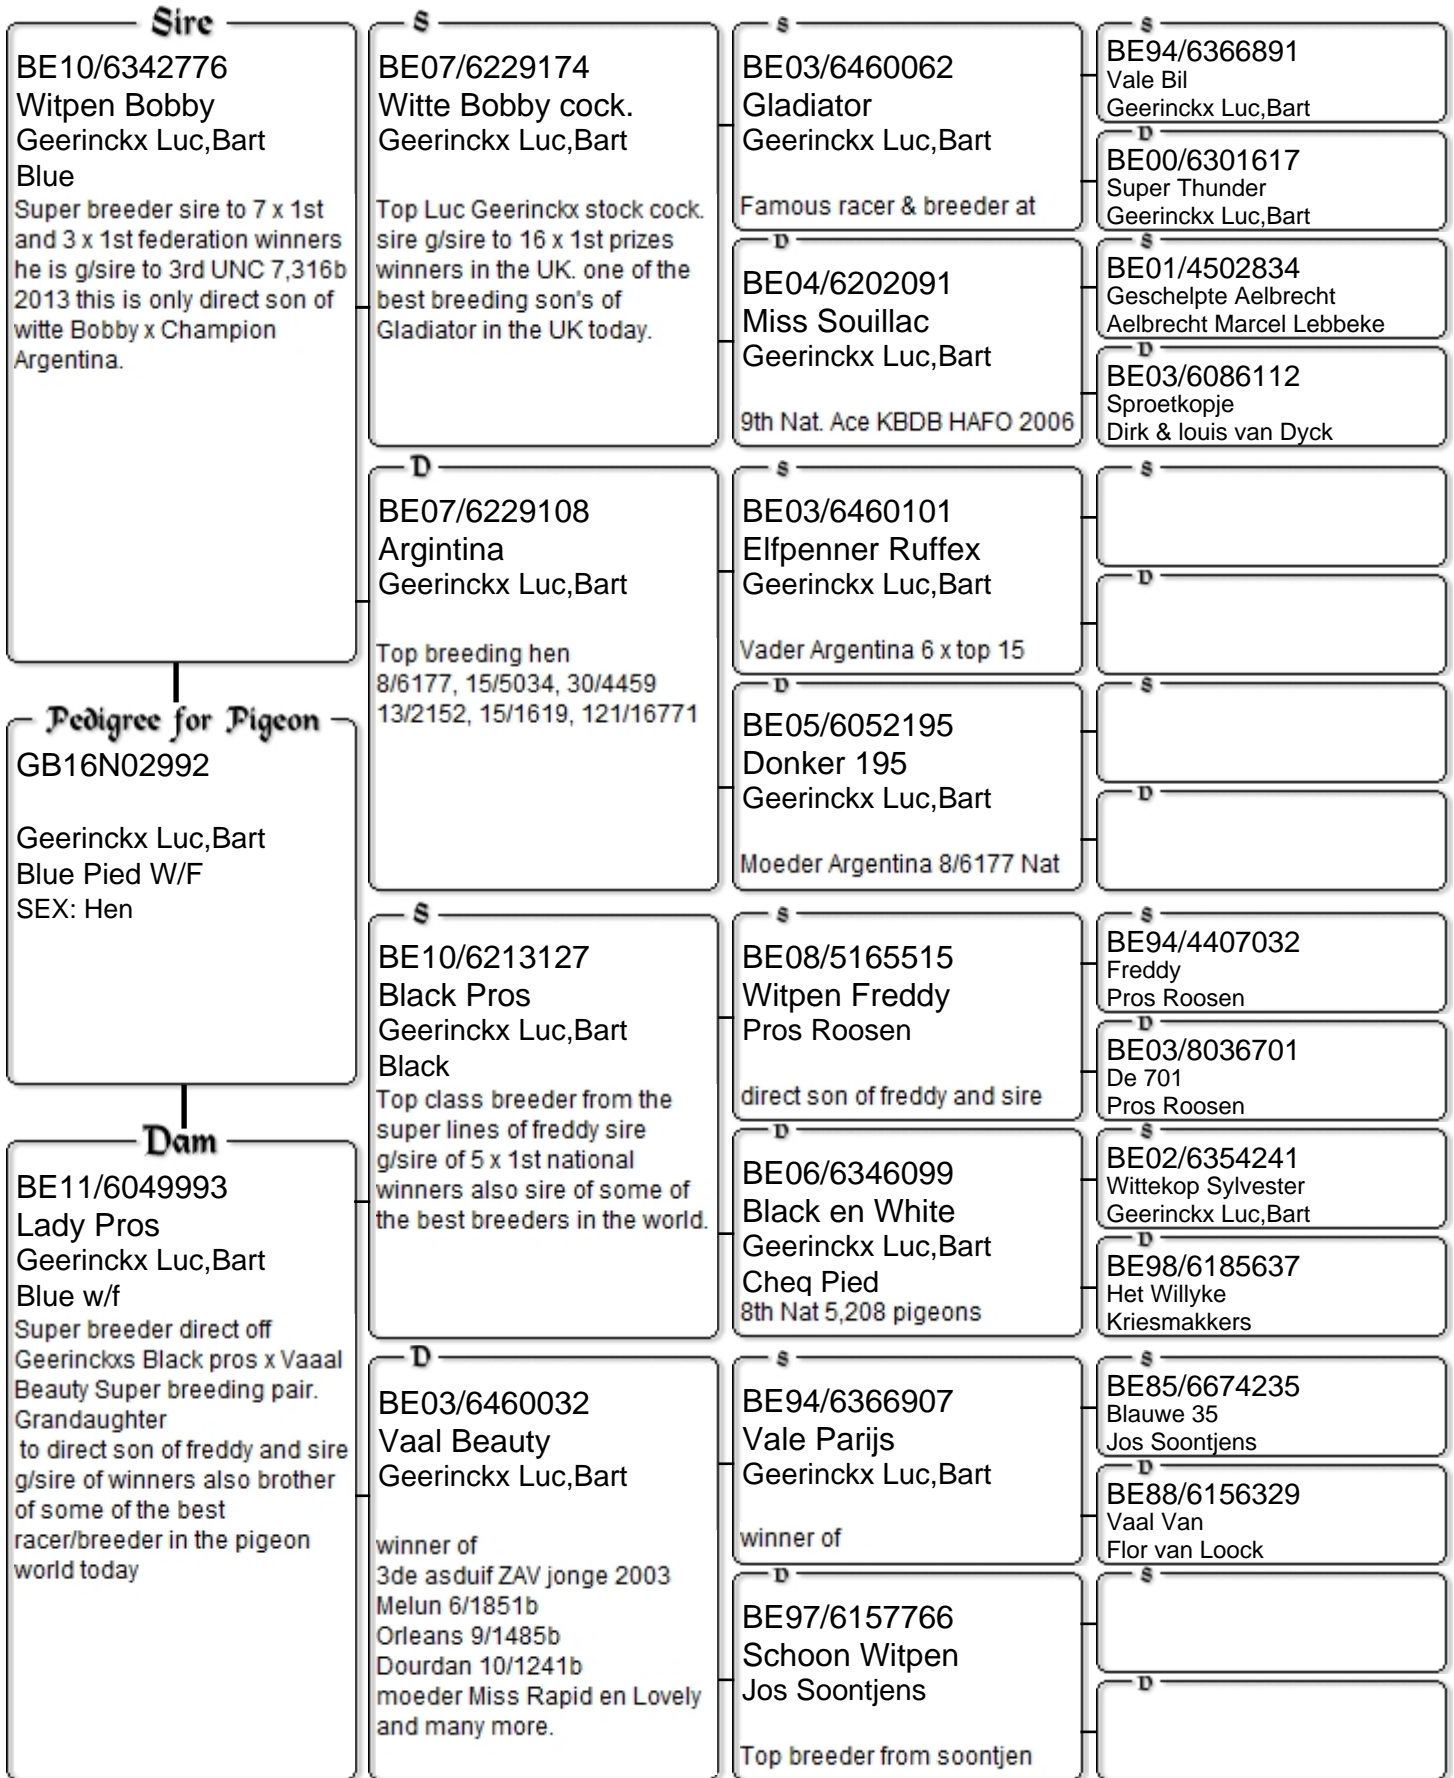 Sire
BE10/6342776
Witpen Bobby
Geerinckx Luc,Bart
Blue
Super breeder sire to 7 x 1st
and 3 x 1st federation winners
he is g/sire to 3rd UNC 7,316b
2013 this is only direct son of
witte Bobby x Champion
Argentina.
Pedigree for Pigeon
GB16N02992
Geerinckx Luc,Bart
Blue Pied W/F
SEX: Hen
Dam
BE11/6049993
Lady Pros
Geerinckx Luc,Bart
Blue w/f
Super breeder direct off
Geerinckxs Black pros x Vaaal
Beauty Super breeding pair.
Grandaughter
to direct son of freddy and sire
g/sire of winners also brother
of some of the best
racer/breeder in the pigeon
world today
S
BE07/6229174
Witte Bobby cock.
Geerinckx Luc,Bart
Top Luc Geerinckx stock cock.
sire g/sire to 16 x 1st prizes
winners in the UK. one of the
best breeding son's of
Gladiator in the UK today.
D
BE07/6229108
Argintina
Geerinckx Luc,Bart
Top breeding hen
8/6177, 15/5034, 30/4459
13/2152, 15/1619, 121/16771
S
BE10/6213127
Black Pros
Geerinckx Luc,Bart
Black
Top class breeder from the
super lines of freddy sire
g/sire of 5 x 1st national
winners also sire of some of
the best breeders in the world.
D
BE03/6460032
Vaal Beauty
Geerinckx Luc,Bart
winner of
3de asduif ZAV jonge 2003
Melun 6/1851b
Orleans 9/1485b
Dourdan 10/1241b
moeder Miss Rapid en Lovely
and many more.
S
BE03/6460062
Gladiator
Geerinckx Luc,Bart
Famous racer & breeder at
D
BE04/6202091
Miss Souillac
Geerinckx Luc,Bart
9th Nat. Ace KBDB HAFO 2006
S
BE03/6460101
Elfpenner Ruffex
Geerinckx Luc,Bart
Vader Argentina 6 x top 15
D
BE05/6052195
Donker 195
Geerinckx Luc,Bart
Moeder Argentina 8/6177 Nat
S
BE08/5165515
Witpen Freddy
Pros Roosen
direct son of freddy and sire
D
BE06/6346099
Black en White
Geerinckx Luc,Bart
Cheq Pied
8th Nat 5,208 pigeons
S
BE94/6366907
Vale Parijs
Geerinckx Luc,Bart
winner of
D
BE97/6157766
Schoon Witpen
Jos Soontjens
Top breeder from soontjen
S
BE94/6366891
Vale Bil
Geerinckx Luc,Bart
D
BE00/6301617
Super Thunder
Geerinckx Luc,Bart
S
BE01/4502834
Geschelpte Aelbrecht
Aelbrecht Marcel Lebbeke
D
BE03/6086112
Sproetkopje
Dirk & louis van Dyck
S
D
S
D
S
BE94/4407032
Freddy
Pros Roosen
D
BE03/8036701
De 701
Pros Roosen
S
BE02/6354241
Wittekop Sylvester
Geerinckx Luc,Bart
D
BE98/6185637
Het Willyke
Kriesmakkers
S
BE85/6674235
Blauwe 35
Jos Soontjens
D
BE88/6156329
Vaal Van
Flor van Loock
S
D